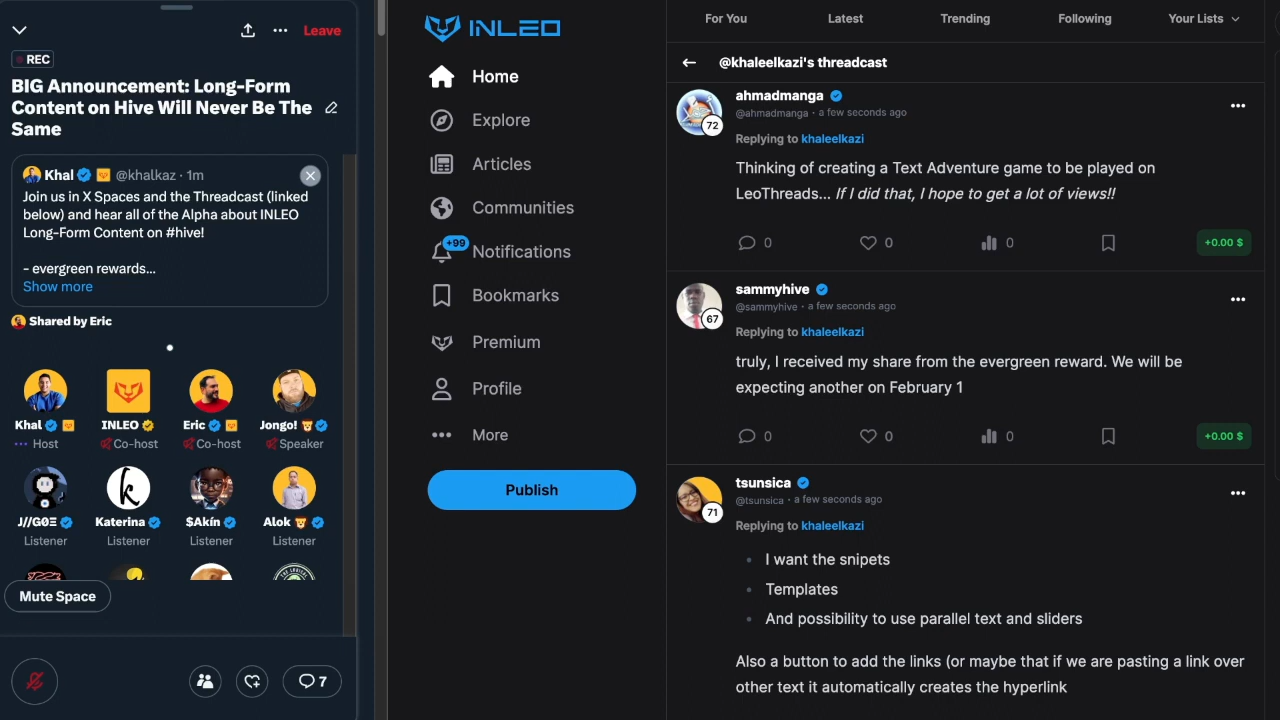 Leave
REC
BIG Announcement: Long-Form
Content on Hive Will Never Be The
Same
Khal @khalkaz · 1m
Join us in X Spaces and the Threadcast (linked
below) and hear all of the Alpha about INLEO
Long-Form Content on #hive!
- evergreen rewards...
Show more
Shared by Eric
Khal
Host
INLEO
Co-host
Eric
Co-host
Jongo!
Speaker
J//GØΞ
Listener
Katerina
Listener
$Akín
Listener
Alok
Listener
Mute Space
7
INLEO
Home
Explore
Articles
Communities
+99
Notifications
Bookmarks
Premium
Profile
More
Publish
For You
Latest
Trending
Following
Your Lists
@khaleelkazi's threadcast
ahmadmanga
@ahmadmanga · a few seconds ago
72
Replying to khaleelkazi
Thinking of creating a Text Adventure game to be played on
LeoThreads... If I did that, I hope to get a lot of views!!
0
0
0
+0.00 $
sammyhive
@sammyhive · a few seconds ago
67
Replying to khaleelkazi
truly, I received my share from the evergreen reward. We will be
expecting another on February 1
0
0
0
+0.00 $
tsunsica
@tsunsica · a few seconds ago
71
Replying to khaleelkazi
• I want the snipets
• Templates
• And possibility to use parallel text and sliders
Also a button to add the links (or maybe that if we are pasting a link over
other text it automatically creates the hyperlink